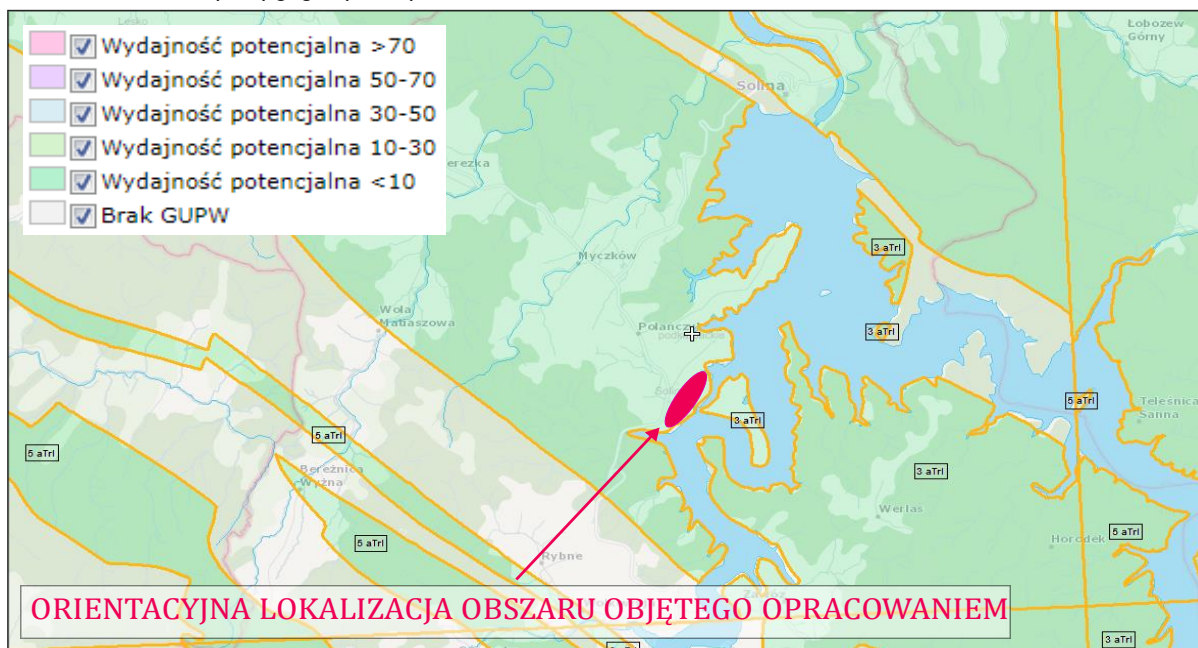 Wydajność potencjalna >70
Wydajność potencjalna 50-70
Wydajność potencjalna 30-50
Wydajność potencjalna 10-30
Wydajność potencjalna <10
Brak GUPW
Lesko
Łobozew
Górny
Solina
Myczków
3 aTrI
Wola
Matiaszowa
3 aTrI
5 aTrI
Teleśnica
Sanna
3 aTrI
5 aTrI
5 aTrI
Bereżnica
Wyżna
3 aTrI
Werlas
5 aTrI
Horodek
5 aTrI
Rybne
ORIENTACYJNA LOKALIZACJA OBSZARU OBJĘTEGO OPRACOWANIEM
3 aTrI